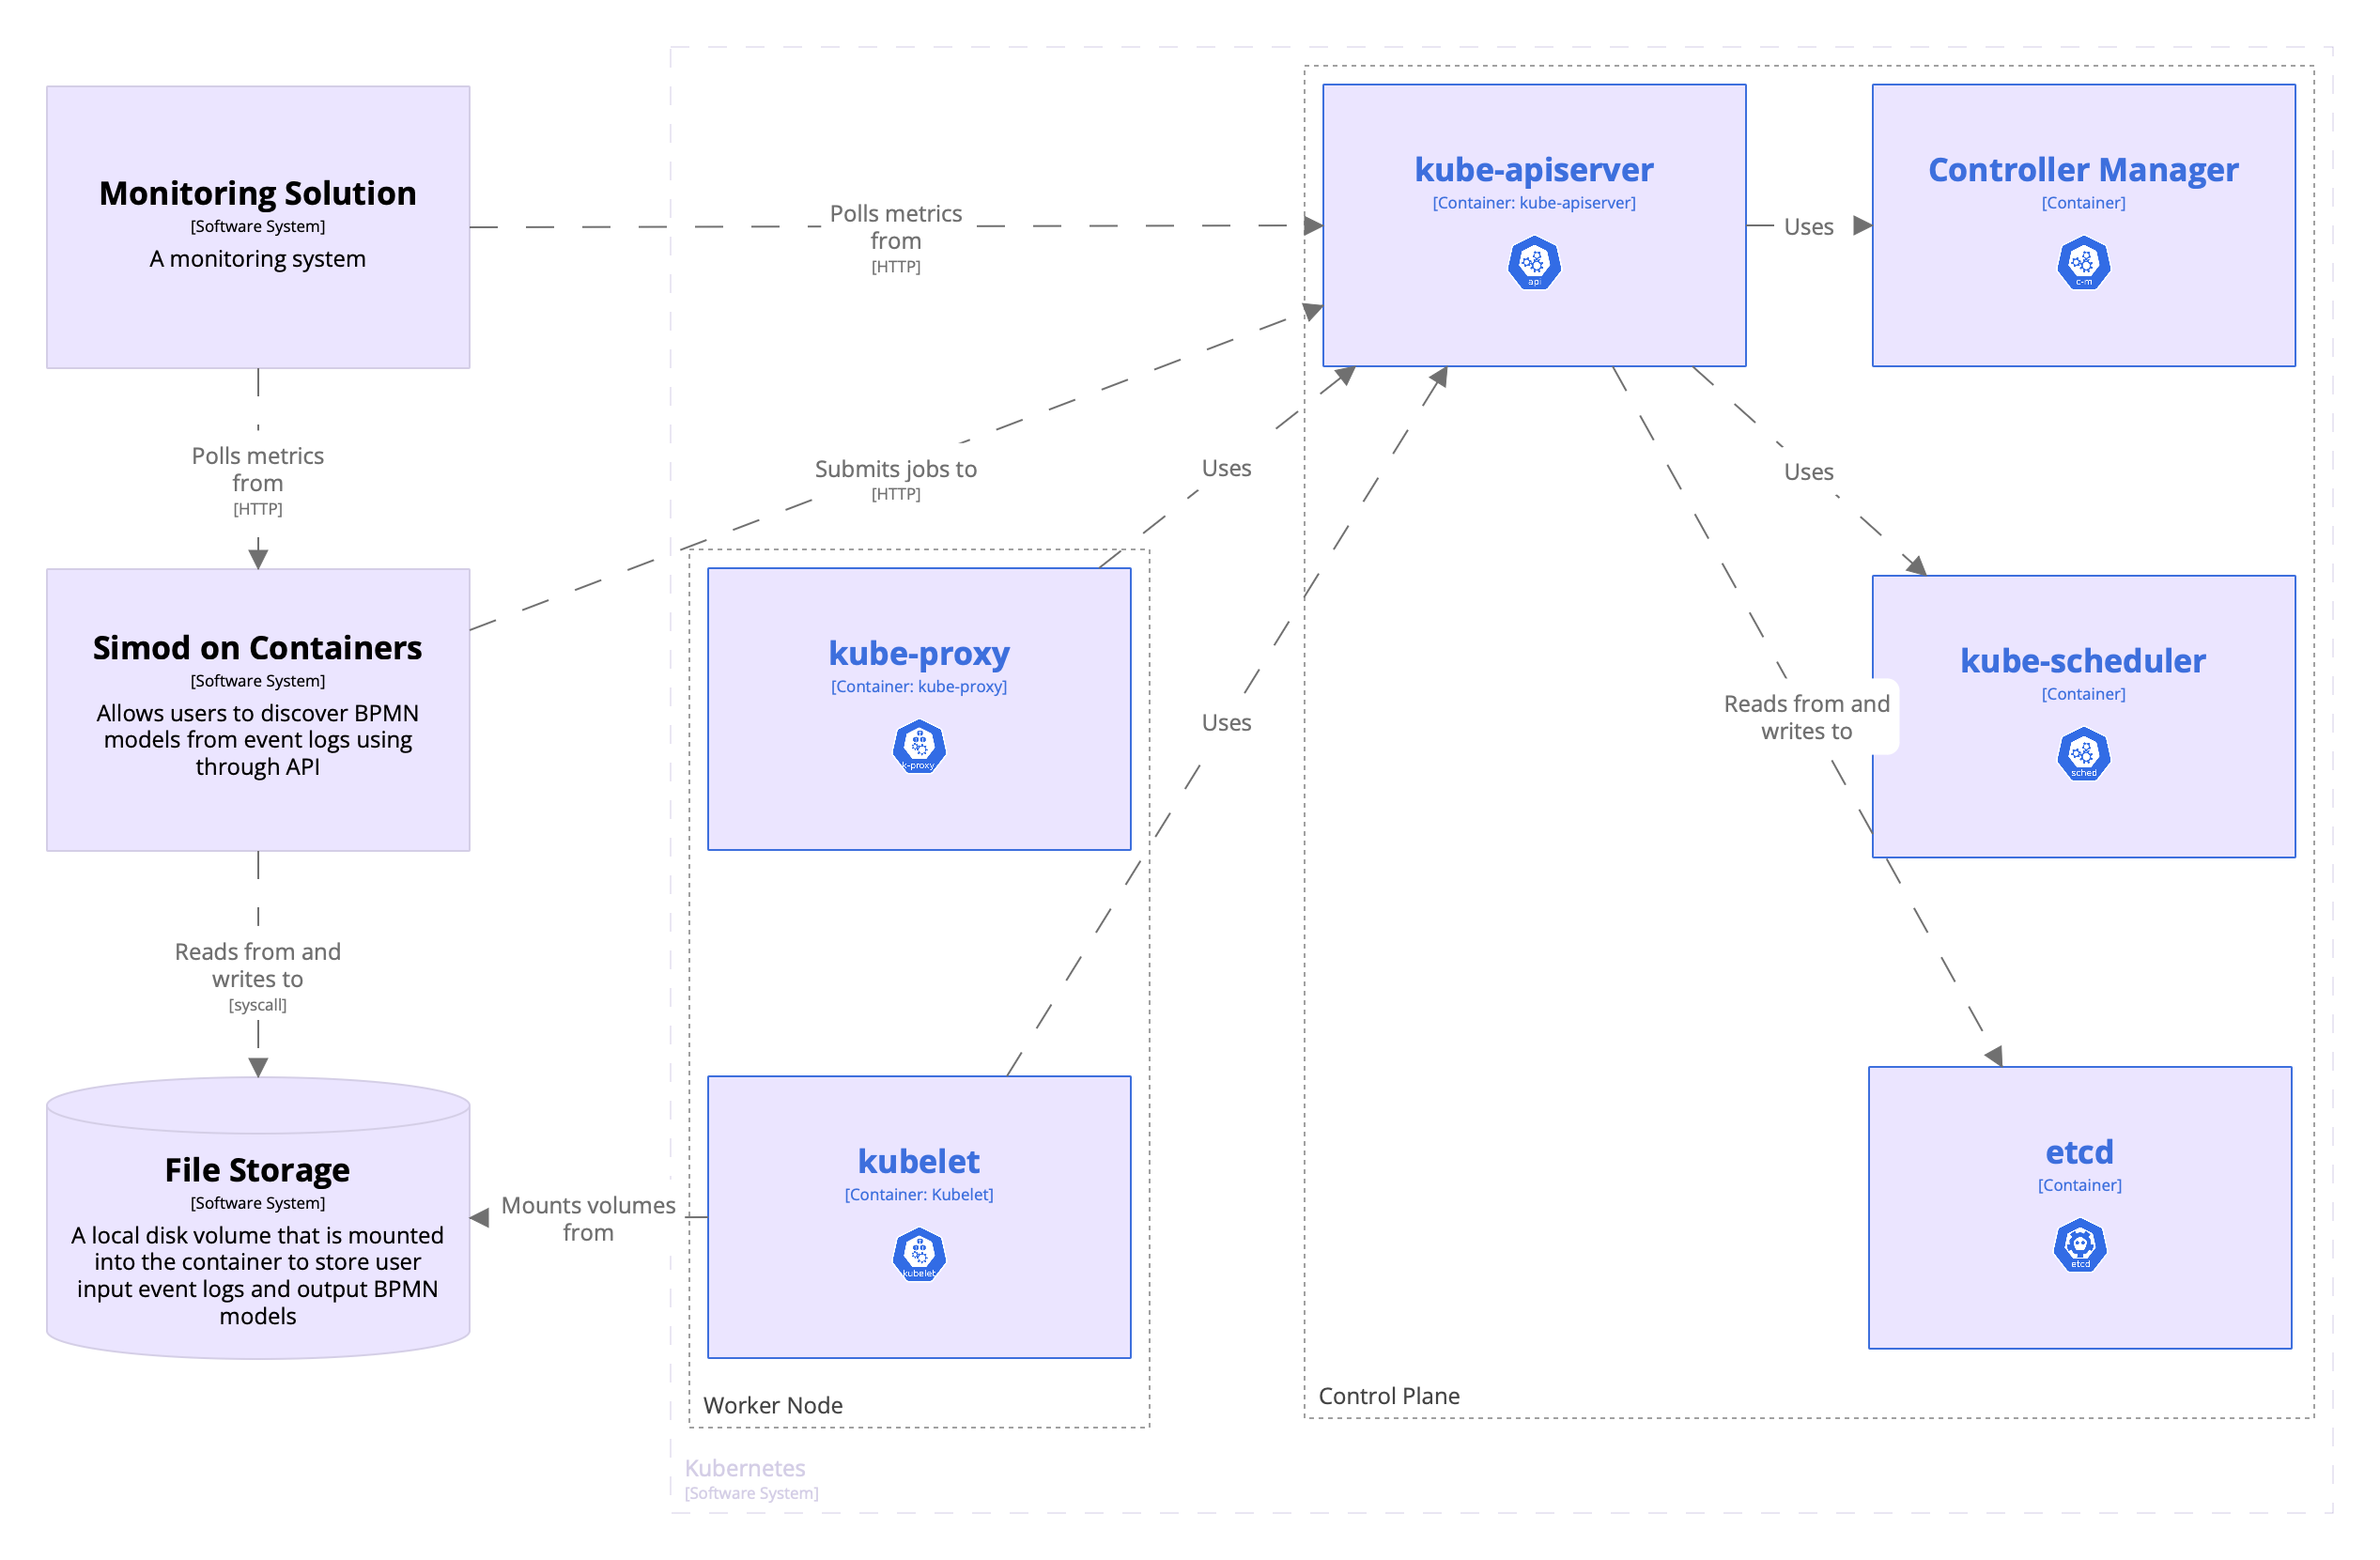 Monitoring Solution
[Software System]
A monitoring system
Polls metrics
from
[HTTP]
kube-apiserver
[Container: kube-apiserver]
api
Uses
Controller Manager
[Container]
c-m
Polls metrics
from
[HTTP]
Submits jobs to
[HTTP]
Uses
Uses
Simod on Containers
[Software System]
Allows users to discover BPMN
models from event logs using
through API
kube-proxy
[Container: kube-proxy]
k-proxy
Uses
Reads from and
writes to
kube-scheduler
[Container]
sched
Reads from and
writes to
[syscall]
File Storage
[Software System]
A local disk volume that is mounted
into the container to store user
input event logs and output BPMN
models
Mounts volumes
from
kubelet
[Container: Kubelet]
kubelet
etcd
[Container]
etcd
Worker Node
Control Plane
Kubernetes
[Software System]